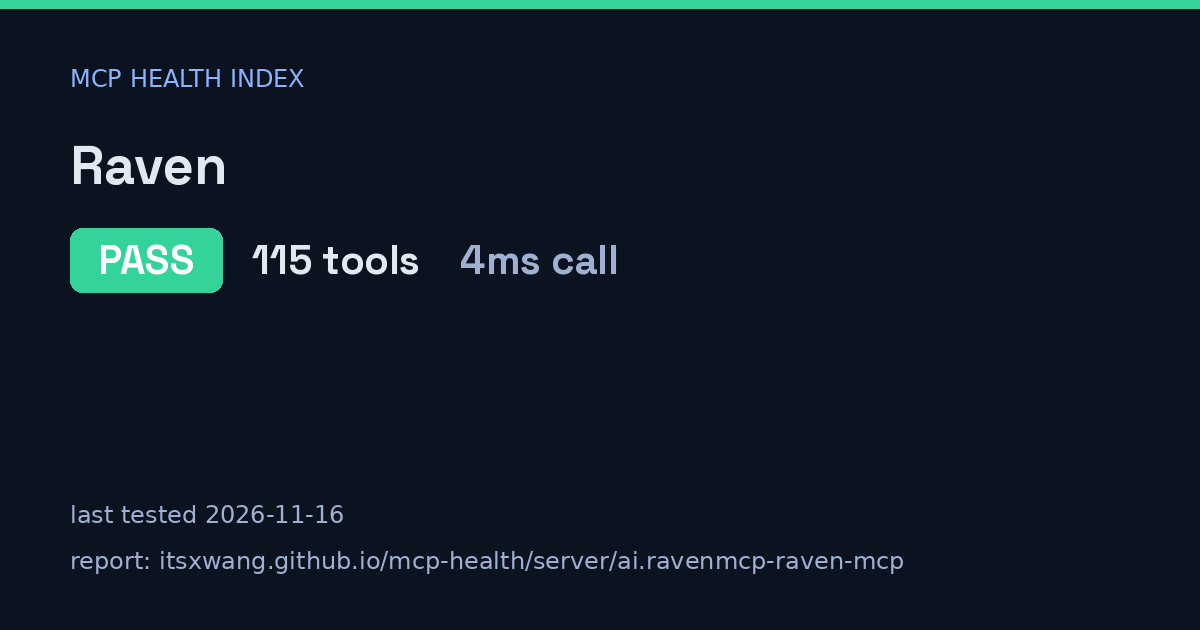 MCP HEALTH INDEX
Raven
PASS 115 tools 4ms call
last tested 2026-11-16
report: itsxwang.github.io/mcp-health/server/ai.ravenmcp-raven-mcp